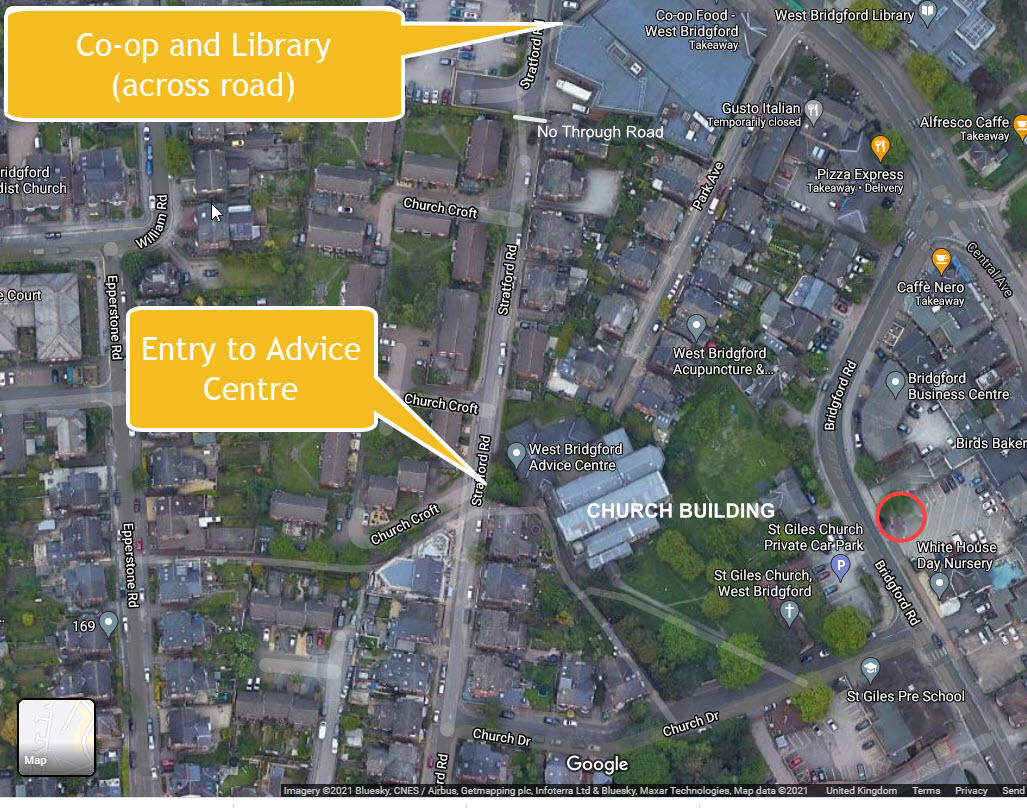 Co-op and Library
(across road)
Stratford Rd
Co-op Food -
West Bridgford
Takeaway
West Bridgford Library
No Through Road
Gusto Italian
Temporarily closed
Alfresco Caffe
Takeaway
Pizza Express
Takeaway • Delivery
ridgford
dist Church
William Rd
Church Croft
Park Ave
Stratford Rd
Central Ave
Caffè Nero
Takeaway
e Court
Epperstone Rd
Entry to Advice
Centre
West Bridgford
Acupuncture &...
Bridgford Rd
Bridgford
Business Centre
Church Croft
Birds Baker
Stratford Rd
West Bridgford
Advice Centre
CHURCH BUILDING
Church Croft
St Giles Church
Private Car Park
P
White House
Day Nursery
Epperstone Rd
St Giles Church,
West Bridgford
Bridgford Rd
169
St Giles Pre School
Church Dr
Church Dr
rd Rd
Map
Google
Imagery ©2021 Bluesky, CNES / Airbus, Getmapping plc, Infoterra Ltd & Bluesky, Maxar Technologies, Map data ©2021 United Kingdom Terms Privacy Send